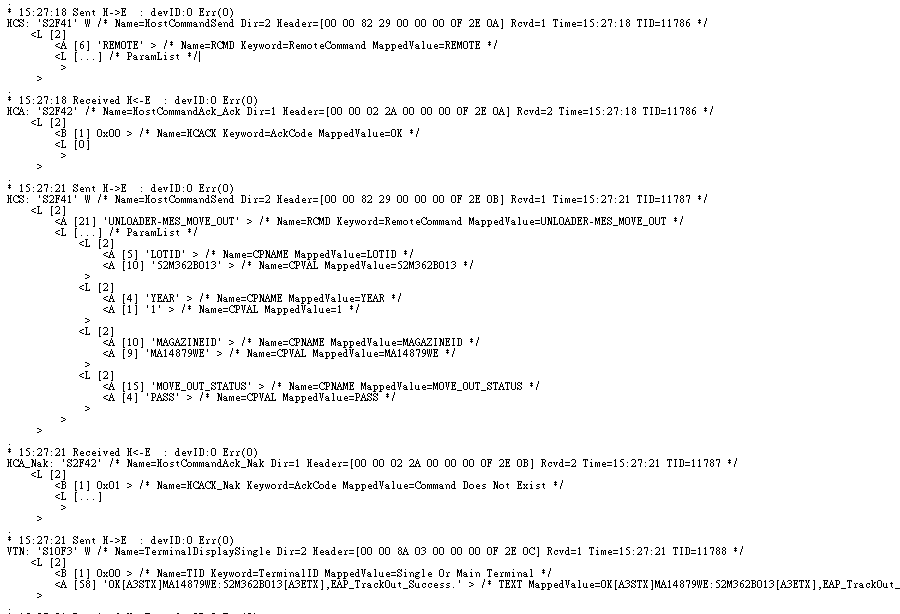 * 15:27:18 Sent H->E : devID:0 Err(0)
HCS: 'S2F41' W /* Name=HostCommandSend Dir=2 Header=[00 00 82 29 00 00 00 0F 2E 0A] Rcvd=1 Time=15:27:18 TID=11786 */
<L [2]
<A [6] 'REMOTE' > /* Name=RCMD Keyword=RemoteCommand MappedValue=REMOTE */
<L [...] /* ParamList */
>
>
.
* 15:27:18 Received H<-E : devID:0 Err(0)
HCA: 'S2F42' /* Name=HostCommandAck_Ack Dir=1 Header=[00 00 02 2A 00 00 00 0F 2E 0A] Rcvd=2 Time=15:27:18 TID=11786 */
<L [2]
<B [1] 0x00 > /* Name=HCACK Keyword=AckCode MappedValue=OK */
<L [0]
>
>
.
* 15:27:21 Sent H->E : devID:0 Err(0)
HCS: 'S2F41' W /* Name=HostCommandSend Dir=2 Header=[00 00 82 29 00 00 00 0F 2E 0B] Rcvd=1 Time=15:27:21 TID=11787 */
<L [2]
<A [21] 'UNLOADER-MES_MOVE_OUT' > /* Name=RCMD Keyword=RemoteCommand MappedValue=UNLOADER-MES_MOVE_OUT */
<L [...] /* ParamList */
<L [2]
<A [5] 'LOTID' > /* Name=CPNAME MappedValue=LOTID */
<A [10] '52M362B013' > /* Name=CPVAL MappedValue=52M362B013 */
>
<L [2]
<A [4] 'YEAR' > /* Name=CPNAME MappedValue=YEAR */
<A [1] '1' > /* Name=CPVAL MappedValue=1 */
>
<L [2]
<A [10] 'MAGAZINEID' > /* Name=CPNAME MappedValue=MAGAZINEID */
<A [9] 'MA14879WE' > /* Name=CPVAL MappedValue=MA14879WE */
>
<L [2]
<A [15] 'MOVE_OUT_STATUS' > /* Name=CPNAME MappedValue=MOVE_OUT_STATUS */
<A [4] 'PASS' > /* Name=CPVAL MappedValue=PASS */
>
>
>
.
* 15:27:21 Received H<-E : devID:0 Err(0)
HCA_Nak: 'S2F42' /* Name=HostCommandAck_Nak Dir=1 Header=[00 00 02 2A 00 00 00 0F 2E 0B] Rcvd=2 Time=15:27:21 TID=11787 */
<L [2]
<B [1] 0x01 > /* Name=HCACK_Nak Keyword=AckCode MappedValue=Command Does Not Exist */
<L [...]
>
>
.
* 15:27:21 Sent H->E : devID:0 Err(0)
VTN: 'S10F3' W /* Name=TerminalDisplaySingle Dir=2 Header=[00 00 8A 03 00 00 00 0F 2E 0C] Rcvd=1 Time=15:27:21 TID=11788 */
<L [2]
<B [1] 0x00 > /* Name=TID Keyword=TerminalID MappedValue=Single Or Main Terminal */
<A [58] 'OK[A3STX]MA14879WE:52M362B013[A3ETX],EAP_TrackOut_Success.' > /* TEXT MappedValue=OK[A3STX]MA14879WE:52M362B013[A3ETX],EAP_TrackOut_
>
.